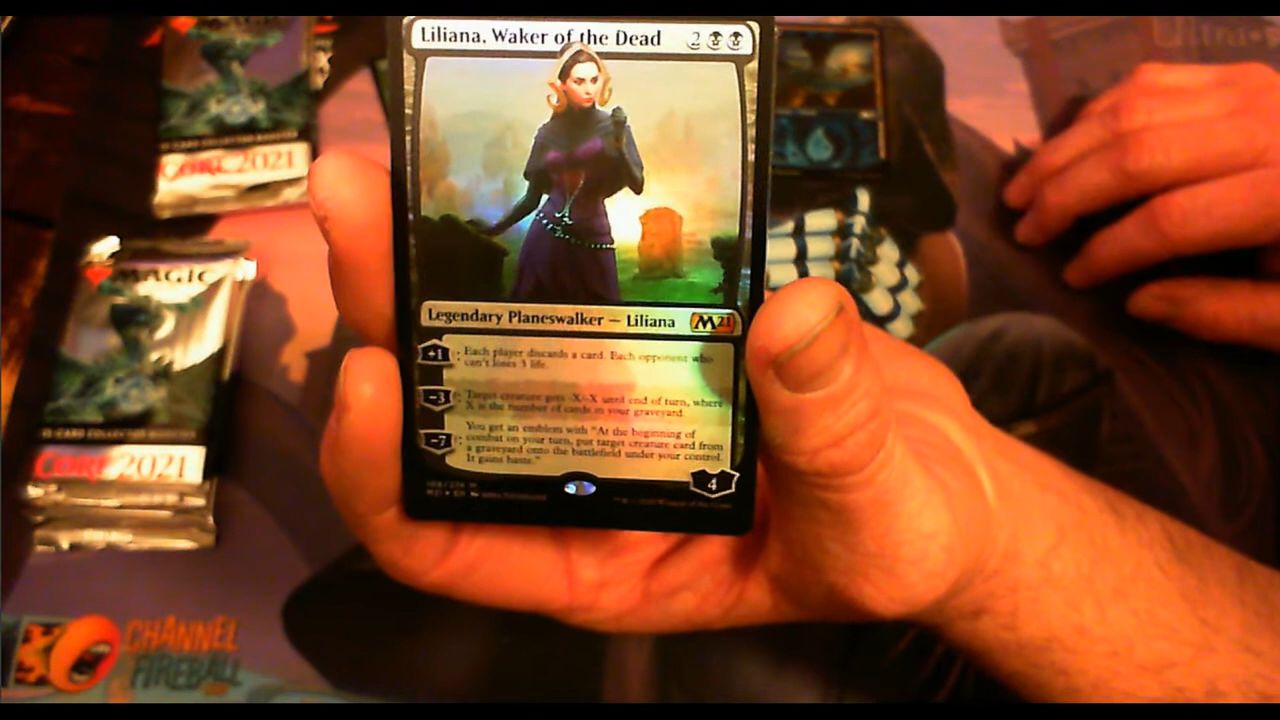 Liliana, Waker of the Dead 2
Legendary Planeswalker — Liliana M21
+1: Each player discards a card. Each opponent who
can't loses 3 life.
-3: Target creature gets -X/-X until end of turn, where
X is the number of cards in your graveyard.
You get an emblem with "At the beginning of
-7: combat on your turn, put target creature card from
a graveyard onto the battlefield under your control.
It gains haste."
4
CORE 2021
MAGIC
CORE 2021
CHANNEL
FIREBALL